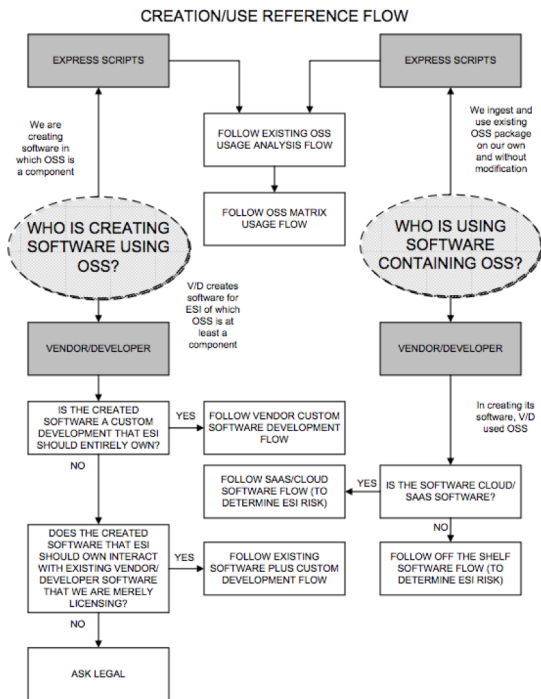 CREATION/USE REFERENCE FLOW
EXPRESS SCRIPTS
EXPRESS SCRIPTS
We are
creating
software in
which OSS is
a component
FOLLOW EXISTING OSS
USAGE ANALYSIS FLOW
We ingest and
use existing
OSS package
on our own
and without
modification
FOLLOW OSS MATRIX
USAGE FLOW
WHO IS CREATING
SOFTWARE USING
OSS?
WHO IS USING
SOFTWARE
CONTAINING OSS?
V/D creates
software for
ESI of which
OSS is at
least a
component
VENDOR/DEVELOPER
VENDOR/DEVELOPER
IS THE CREATED
SOFTWARE A CUSTOM
DEVELOPMENT THAT ESI
SHOULD ENTIRELY OWN?
YES
FOLLOW VENDOR CUSTOM
SOFTWARE DEVELOPMENT
FLOW
In creating its
software, V/D
used OSS
NO
FOLLOW SAAS/CLOUD
SOFTWARE FLOW (TO
DETERMINE ESI RISK)
YES
IS THE SOFTWARE CLOUD/
SAAS SOFTWARE?
NO
DOES THE CREATED
SOFTWARE THAT ESI
SHOULD OWN INTERACT
WITH EXISTING VENDOR/
DEVELOPER SOFTWARE
THAT WE ARE MERELY
LICENSING?
YES
FOLLOW EXISTING
SOFTWARE PLUS CUSTOM
DEVELOPMENT FLOW
FOLLOW OFF THE SHELF
SOFTWARE FLOW (TO
DETERMINE ESI RISK)
NO
ASK LEGAL